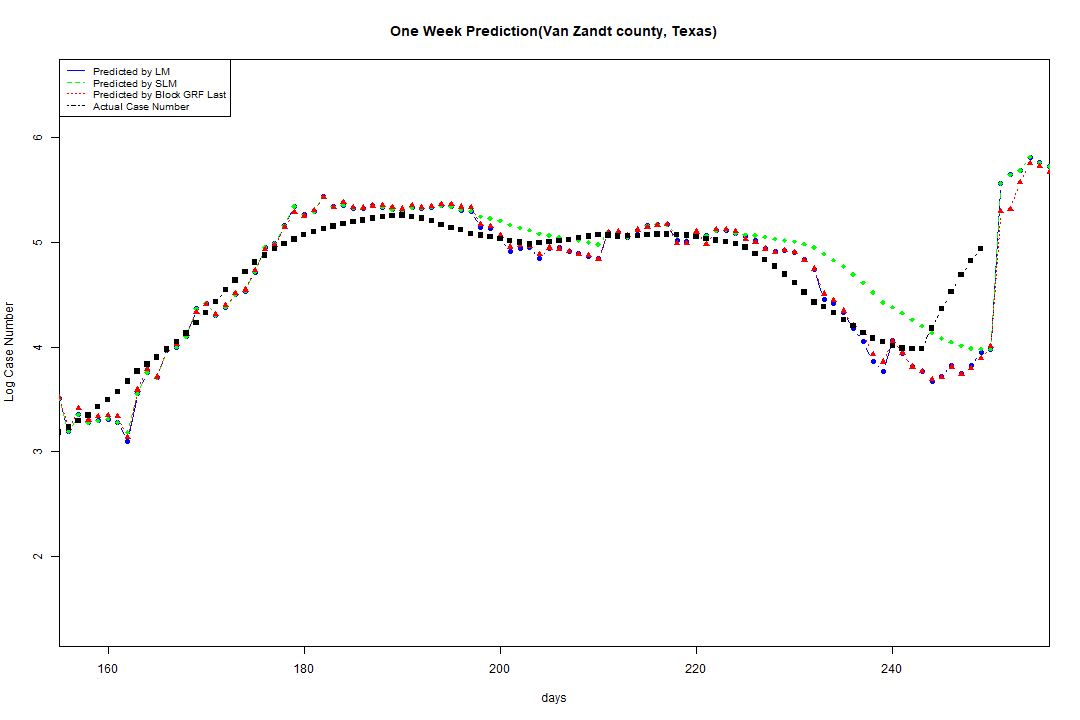 One Week Prediction(Van Zandt county, Texas)
Predicted by LM
Predicted by SLM
Predicted by Block GRF Last
Actual Case Number
Log Case Number
6
5
4
3
2
160 180 200 220 240
days